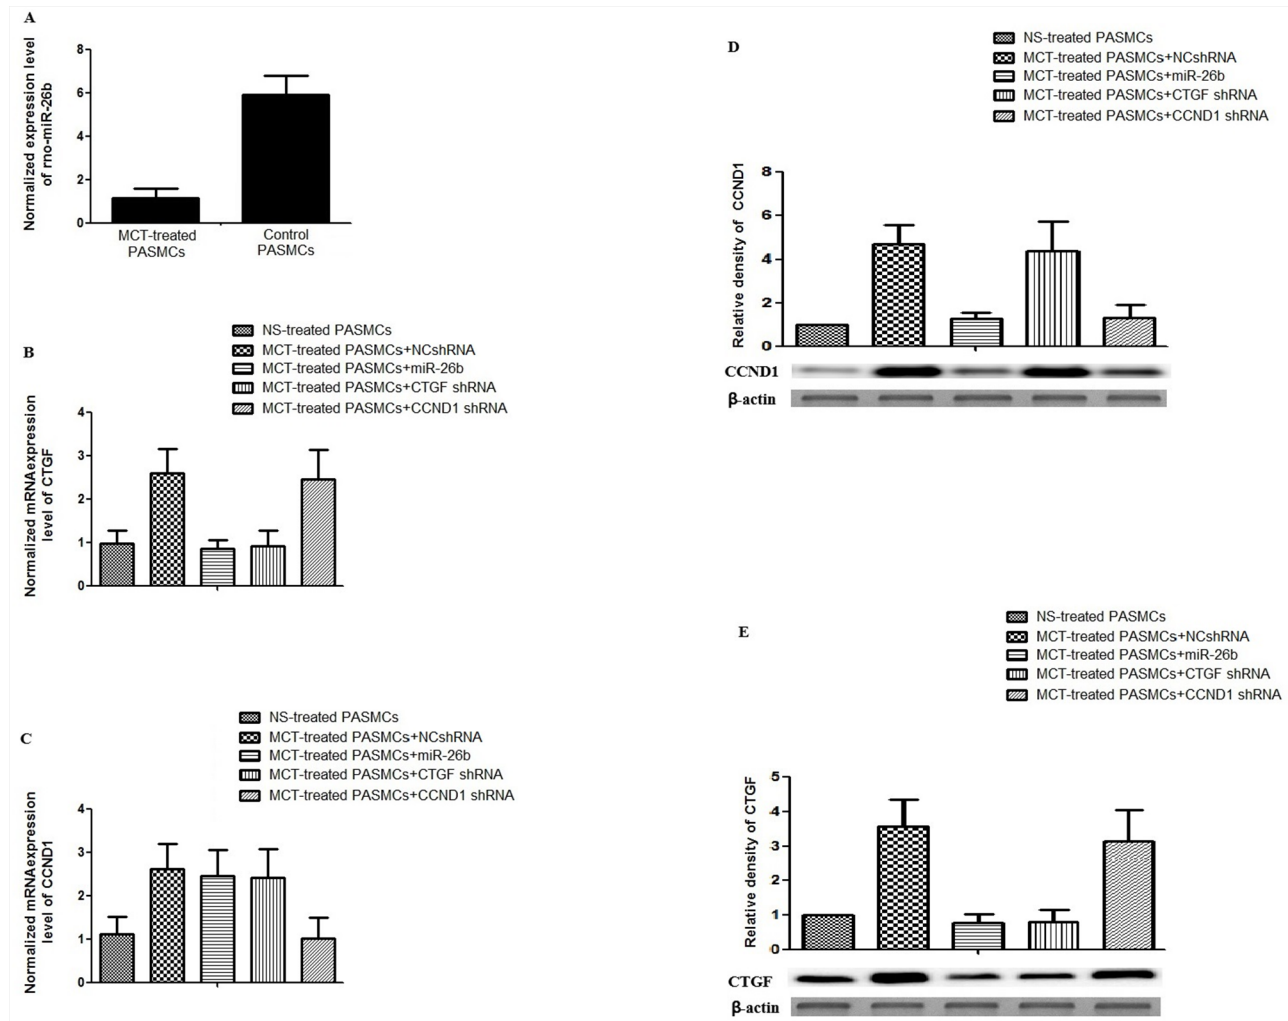 A
Normalized expression level
of rno-miR-26b
8
6
4
2
0
MCT-treated
PASMCs
Control
PASMCs
B
NS-treated PASMCs
MCT-treated PASMCs+NCshRNA
MCT-treated PASMCs+miR-26b
MCT-treated PASMCs+CTGF shRNA
MCT-treated PASMCs+CCND1 shRNA
Normalized mRNAexpression
level of CTGF
4
3
2
1
0
C
NS-treated PASMCs
MCT-treated PASMCs+NCshRNA
MCT-treated PASMCs+miR-26b
MCT-treated PASMCs+CTGF shRNA
MCT-treated PASMCs+CCND1 shRNA
Normalized mRNAexpression
level of CCND1
4
3
2
1
0
D
NS-treated PASMCs
MCT-treated PASMCs+NCshRNA
MCT-treated PASMCs+miR-26b
MCT-treated PASMCs+CTGF shRNA
MCT-treated PASMCs+CCND1 shRNA
Relative density of CCND1
8
6
4
2
0
CCND1
β-actin
E
NS-treated PASMCs
MCT-treated PASMCs+NCshRNA
MCT-treated PASMCs+miR-26b
MCT-treated PASMCs+CTGF shRNA
MCT-treated PASMCs+CCND1 shRNA
Relative density of CTGF
5
4
3
2
1
0
CTGF
β-actin